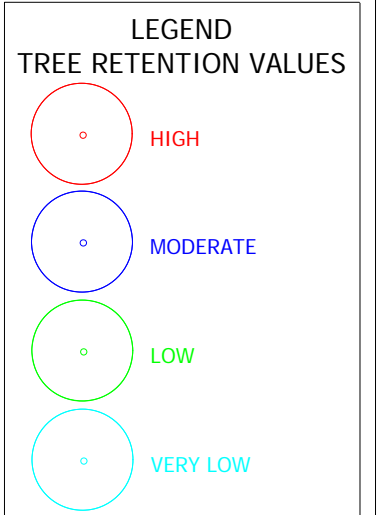 LEGEND
TREE RETENTION VALUES
HIGH
MODERATE
LOW
VERY LOW